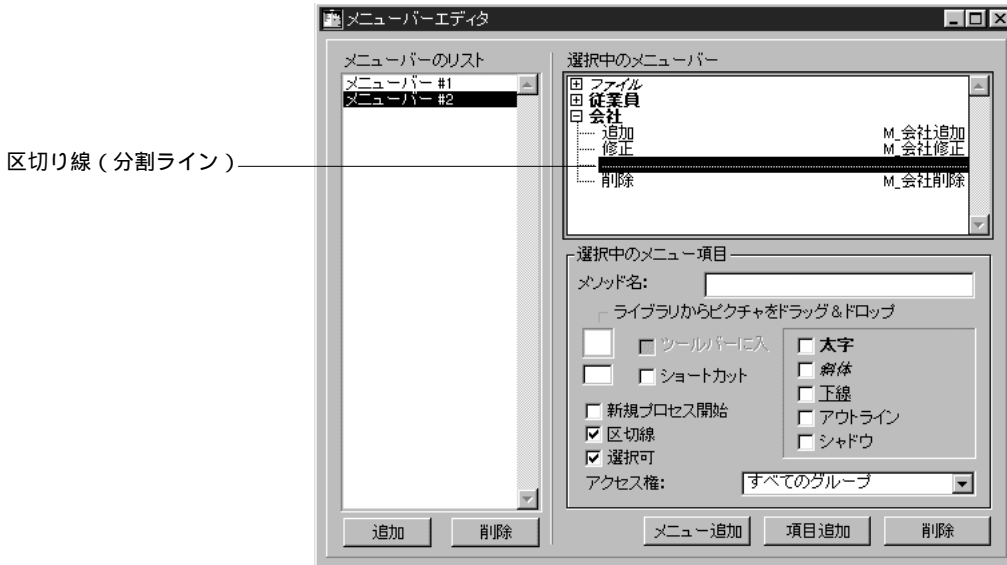 メニューバーエディタ
メニューバーのリスト
メニューバー #1
メニューバー #2
追加
削除
選択中のメニューバー
ファイル
従業員
会社
追加 M_会社追加
修正 M_会社修正
削除 M_会社削除
区切り線（分割ライン）
選択中のメニュー項目
メソッド名:
ライブラリからピクチャをドラッグ＆ドロップ
ツールバーに入
ショートカット
新規プロセス開始
区切線
選択可
太字
斜体
下線
アウトライン
シャドウ
アクセス権: すべてのグループ
メニュー追加
項目追加
削除